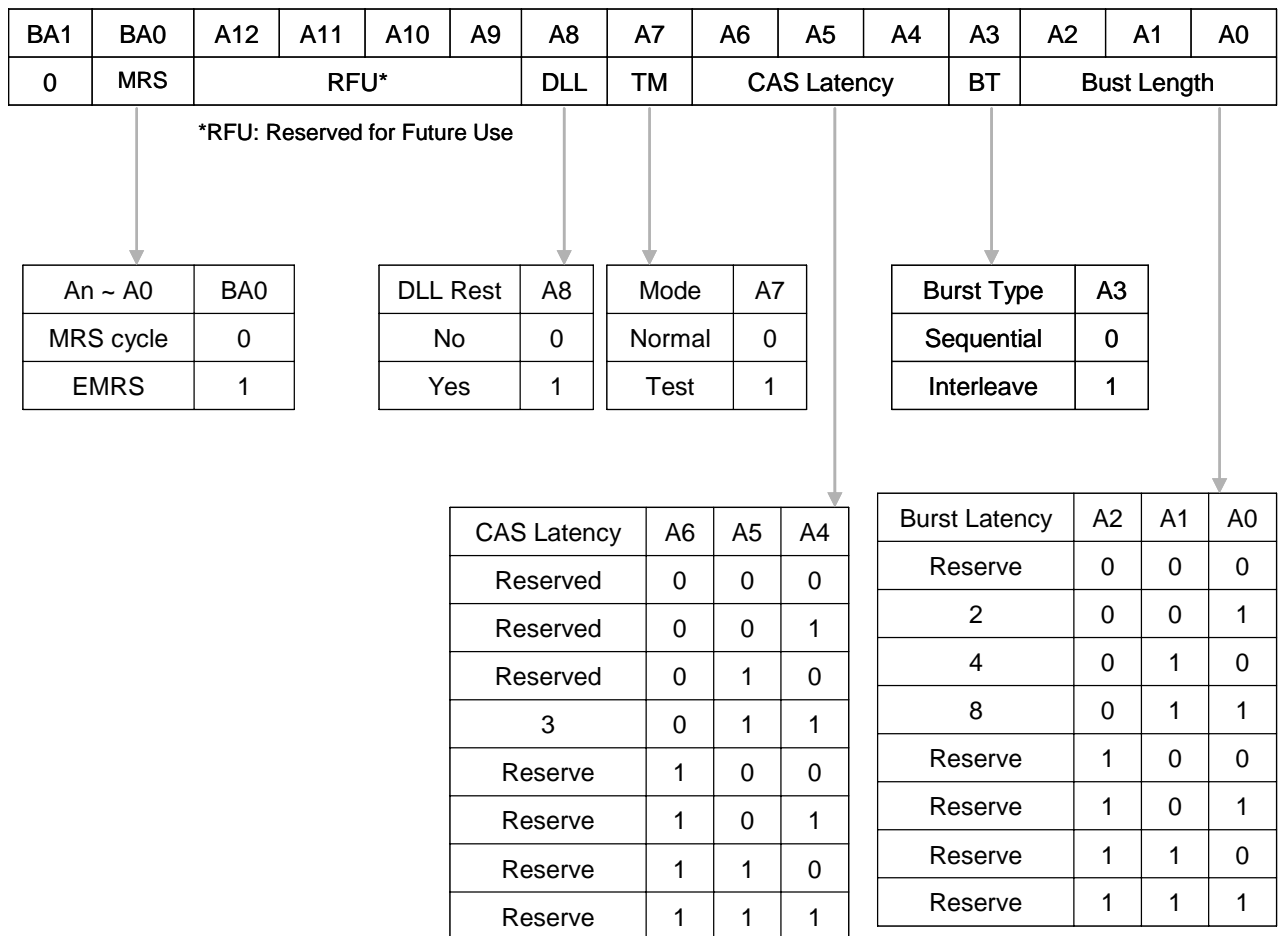 BA1 BA0 A12 A11 A10 A9 A8 A7 A6 A5 A4 A3 A2 A1 A0
0 MRS RFU* DLL TM CAS Latency BT Bust Length
*RFU: Reserved for Future Use
An ~ A0 BA0
MRS cycle 0
EMRS 1
DLL Rest A8
No 0
Yes 1
Mode A7
Normal 0
Test 1
Burst Type A3
Sequential 0
Interleave 1
CAS Latency A6 A5 A4
Reserved 0 0 0
Reserved 0 0 1
Reserved 0 1 0
3 0 1 1
Reserve 1 0 0
Reserve 1 0 1
Reserve 1 1 0
Reserve 1 1 1
Burst Latency A2 A1 A0
Reserve 0 0 0
2 0 0 1
4 0 1 0
8 0 1 1
Reserve 1 0 0
Reserve 1 0 1
Reserve 1 1 0
Reserve 1 1 1